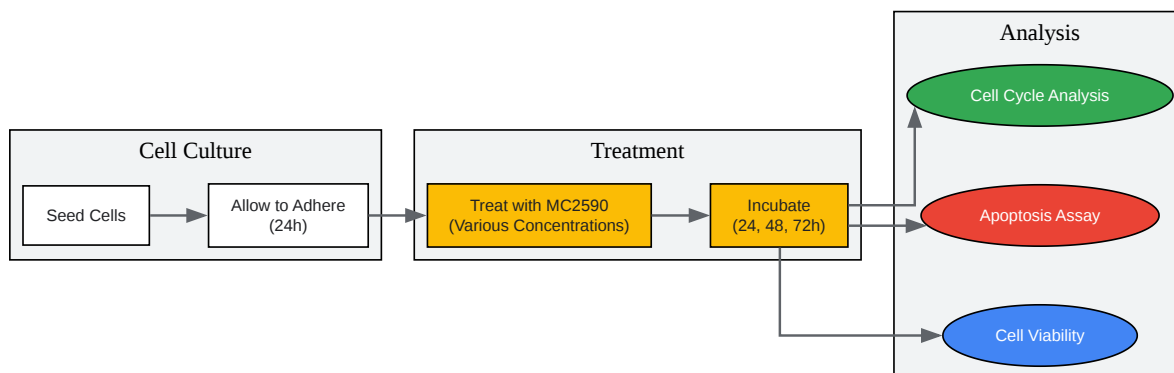 Cell Culture
Seed Cells
Allow to Adhere
(24h)
Treatment
Treat with MC2590
(Various Concentrations)
Incubate
(24, 48, 72h)
Analysis
Cell Cycle Analysis
Apoptosis Assay
Cell Viability